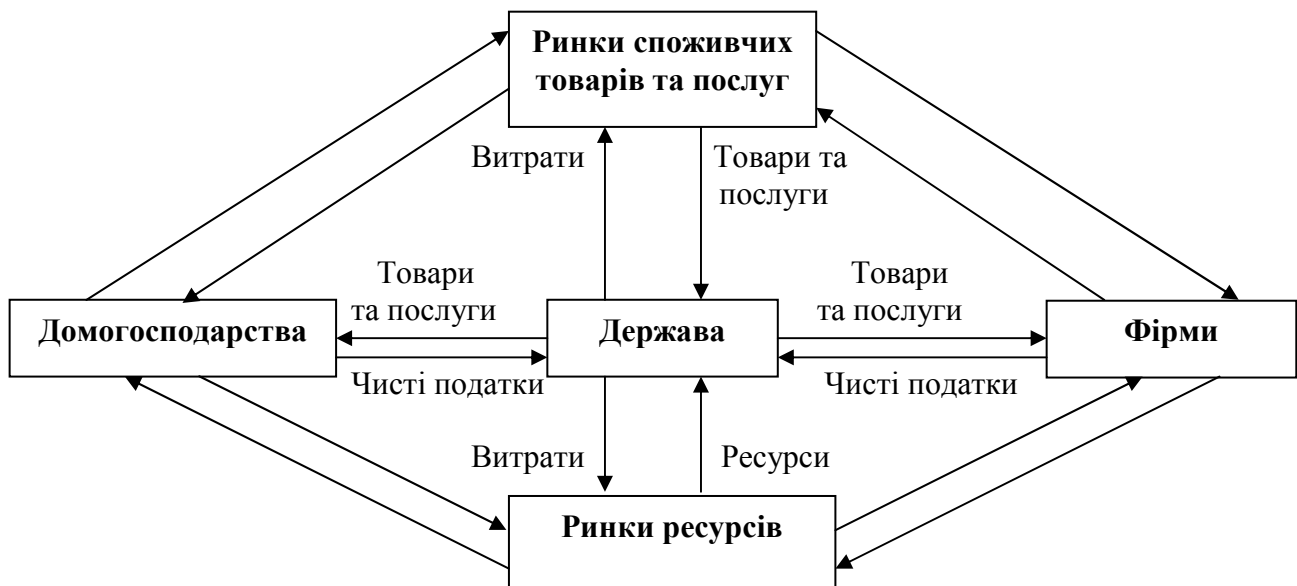 Ринки споживчих
товарів та послуг
Витрати
Товари та
послуги
Товари
та послуги
Товари
та послуги
Домогосподарства
Держава
Фірми
Чисті податки
Чисті податки
Витрати
Ресурси
Ринки ресурсів